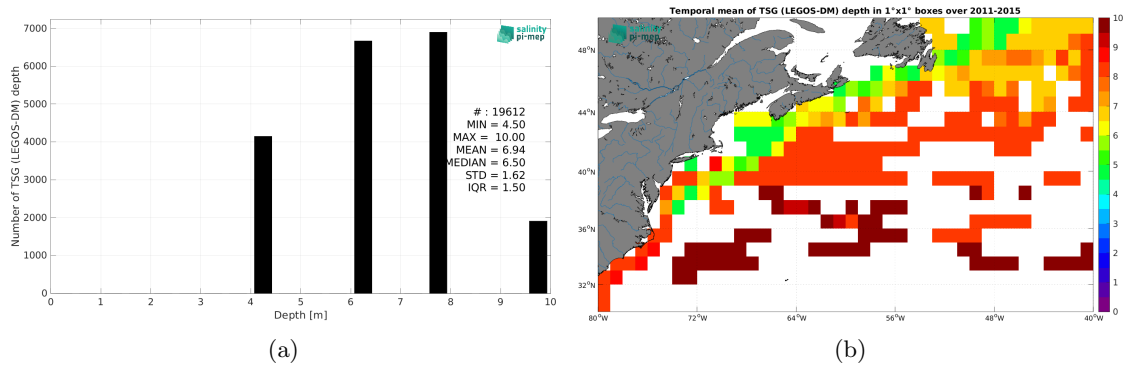 salinity
pi-mep
7000
6000
5000
4000
3000
2000
1000
0
Number of TSG (LEGOS-DM) depth
# : 19612
MIN = 4.50
MAX = 10.00
MEAN = 6.94
MEDIAN = 6.50
STD = 1.62
IQR = 1.50
0 1 2 3 4 5 6 7 8 9 10
Depth [m]
(a)
Temporal mean of TSG (LEGOS-DM) depth in 1°x1° boxes over 2011-2015
salinity
pi-mep
48°N
44°N
40°N
36°N
32°N
80°W 72°W 64°W 56°W 48°W 40°W
10
9
8
7
6
5
4
3
2
1
0
(b)